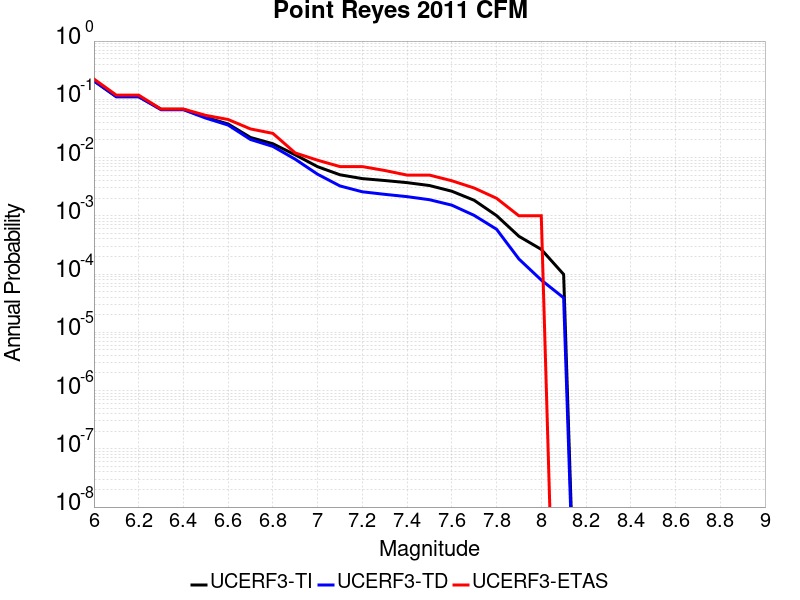 Point Reyes 2011 CFM
Annual Probability
10^0
10^-1
10^-2
10^-3
10^-4
10^-5
10^-6
10^-7
10^-8
6 6.2 6.4 6.6 6.8 7 7.2 7.4 7.6 7.8 8 8.2 8.4 8.6 8.8 9
Magnitude
UCERF3-TI UCERF3-TD UCERF3-ETAS